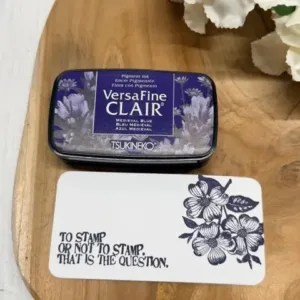 Pigment Ink
Encre Pigmentée
Tinta con Pigmento
VersaFine
CLAIR
MEDIEVAL BLUE
BLEU MÉDIÉVAL
AZUL MEDIEVAL
TSUKINEKO
TO STAMP
OR NOT TO STAMP,
THAT IS THE QUESTION.